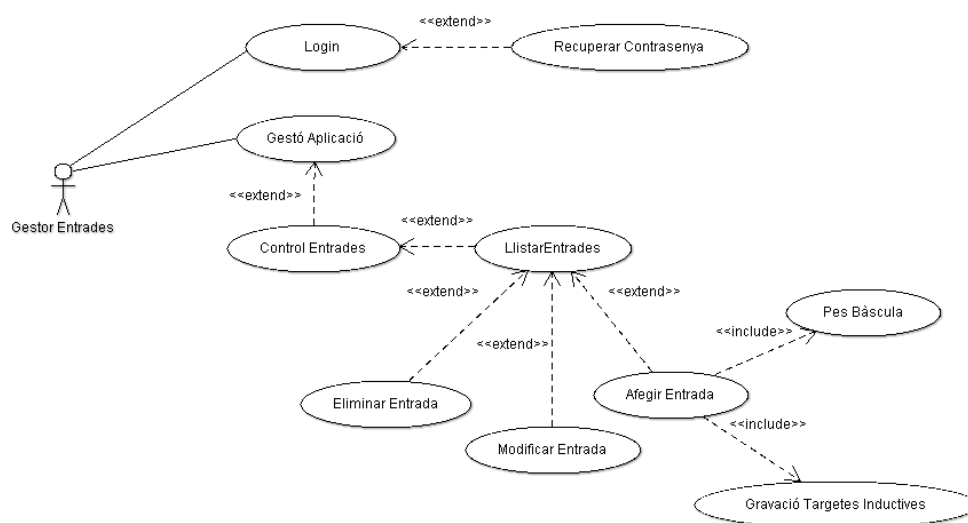 Login
<<extend>>
Recuperar Contrasenya
Gestó Aplicació
<<extend>>
Gestor Entrades
Control Entrades
<<extend>>
LlistarEntrades
<<extend>>
<<extend>>
<<extend>>
Pes Bàscula
<<include>>
Eliminar Entrada
Modificar Entrada
Afegir Entrada
<<include>>
Gravació Targetes Inductives